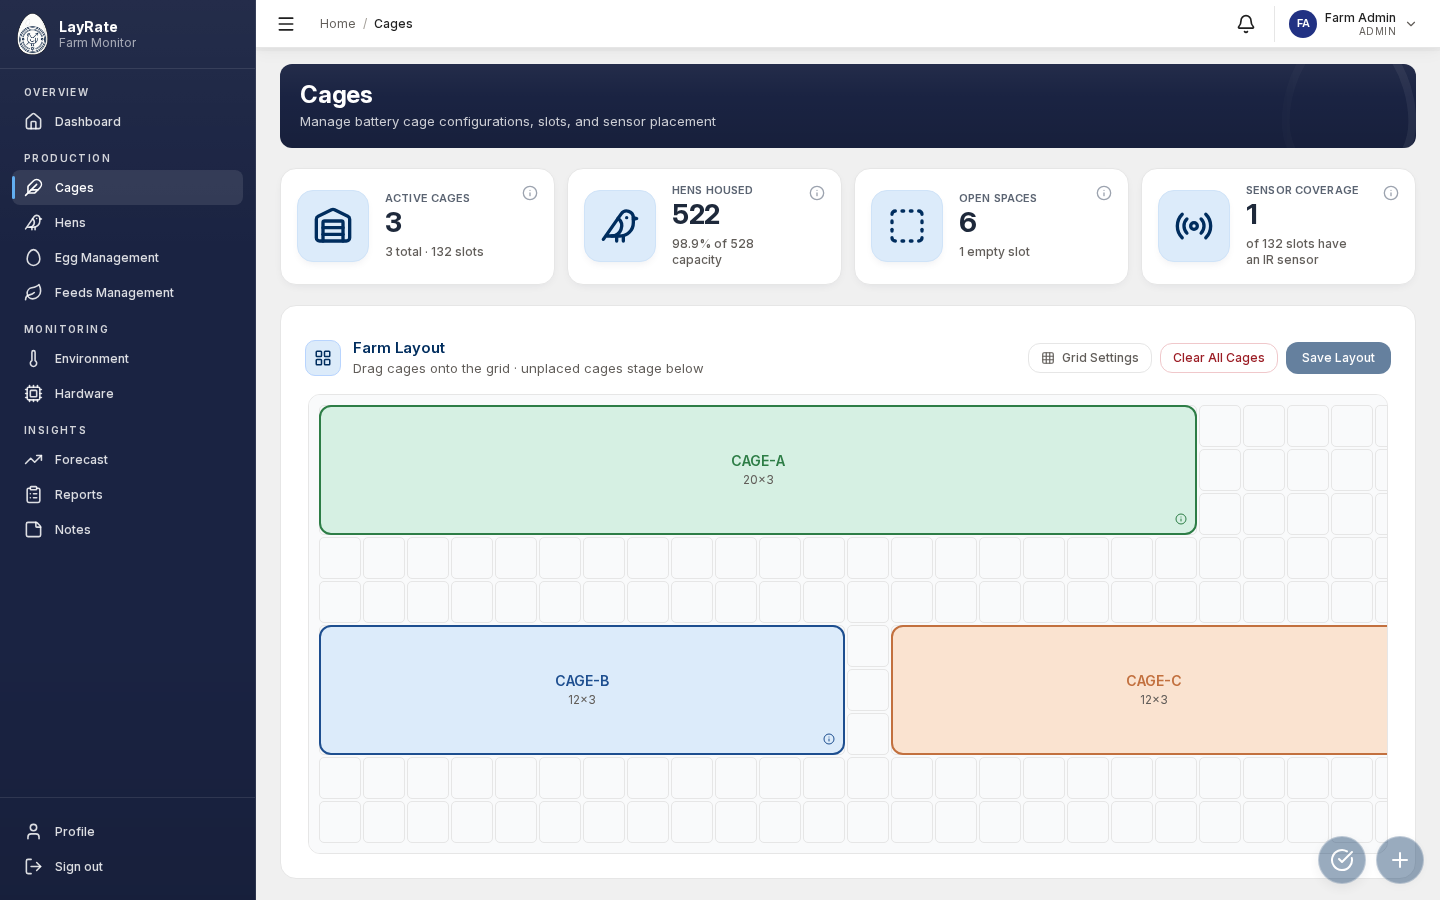 LayRate
Farm Monitor
OVERVIEW
Dashboard
PRODUCTION
Cages
Hens
Egg Management
Feeds Management
MONITORING
Environment
Hardware
INSIGHTS
Forecast
Reports
Notes
Profile
Sign out
Home / Cages
FA
Farm Admin
ADMIN
Cages
Manage battery cage configurations, slots, and sensor placement
ACTIVE CAGES
3
3 total · 132 slots
HENS HOUSED
522
98.9% of 528
capacity
OPEN SPACES
6
1 empty slot
SENSOR COVERAGE
1
of 132 slots have
an IR sensor
Farm Layout
Drag cages onto the grid · unplaced cages stage below
Grid Settings
Clear All Cages
Save Layout
CAGE-A
20×3
CAGE-B
12×3
CAGE-C
12×3